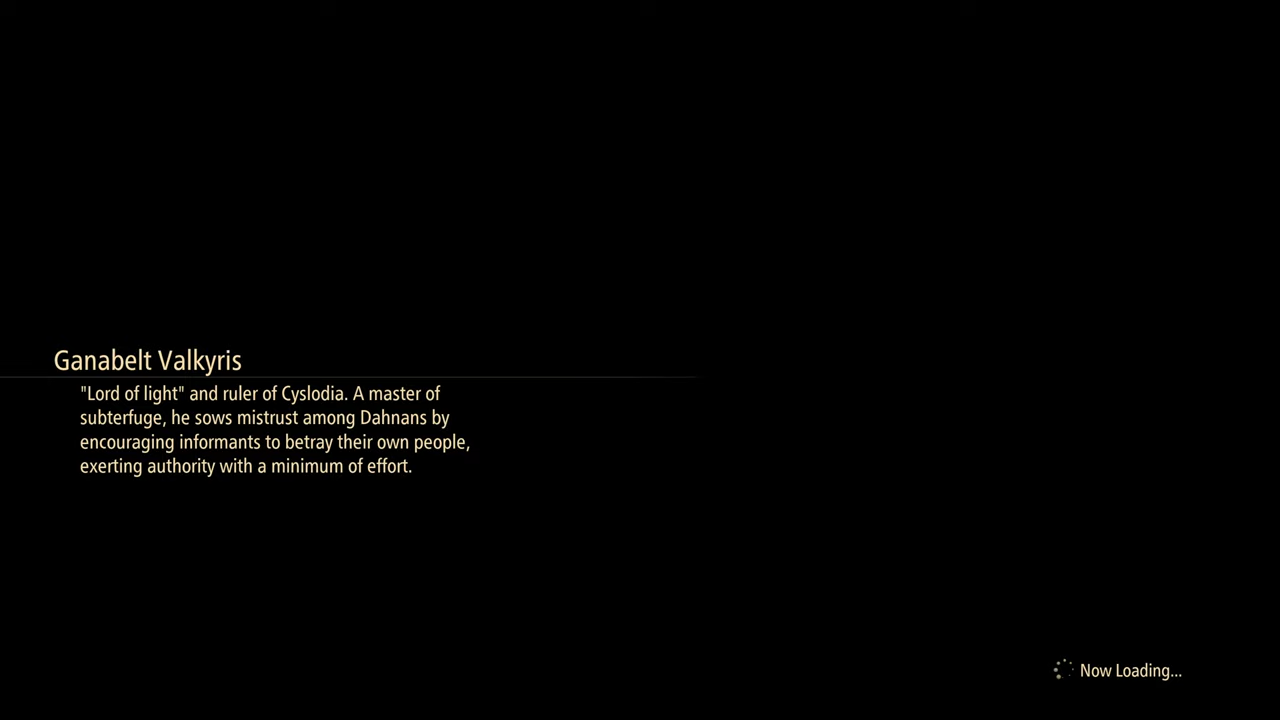 Ganabelt Valkyris
"Lord of light" and ruler of Cyslodia. A master of
subterfuge, he sows mistrust among Dahnans by
encouraging informants to betray their own people,
exerting authority with a minimum of effort.
Now Loading...